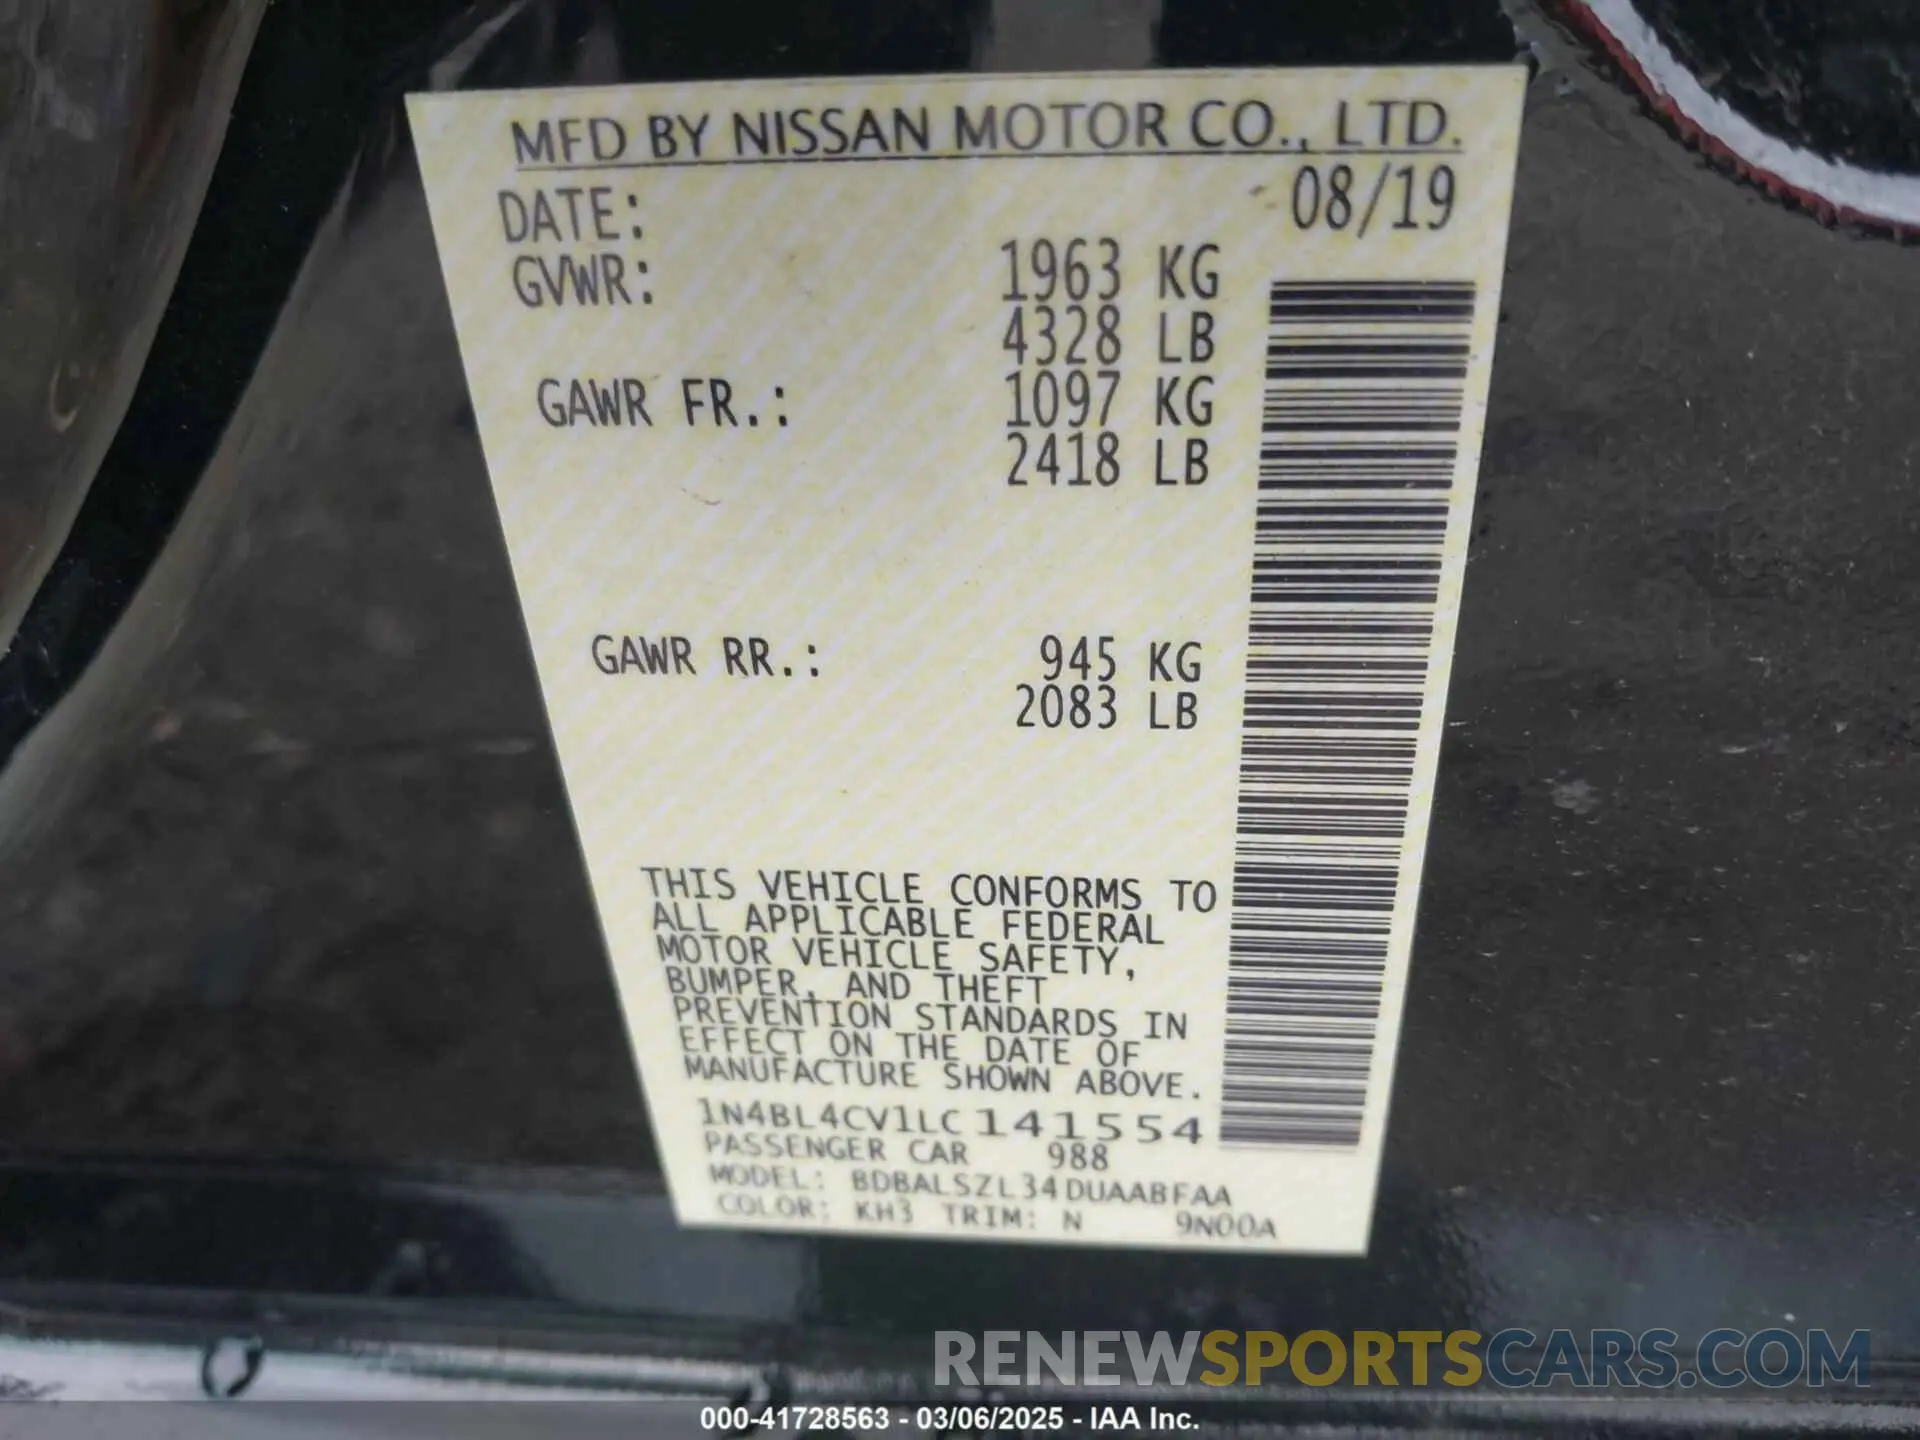 MFD BY NISSAN MOTOR CO., LTD.
DATE: 08/19
GVWR: 1963 KG
4328 LB
GAWR FR.: 1097 KG
2418 LB
GAWR RR.: 945 KG
2083 LB
THIS VEHICLE CONFORMS TO
ALL APPLICABLE FEDERAL
MOTOR VEHICLE SAFETY,
BUMPER, AND THEFT
PREVENTION STANDARDS IN
EFFECT ON THE DATE OF
MANUFACTURE SHOWN ABOVE.
1N4BL4CV1LC141554
PASSENGER CAR 988
MODEL: BDBALSZL34DUAABFAA
COLOR: KH3 TRIM: N 9N00A
RENEWSPORTSCARS.COM
000-41728563 - 03/06/2025 - IAA Inc.